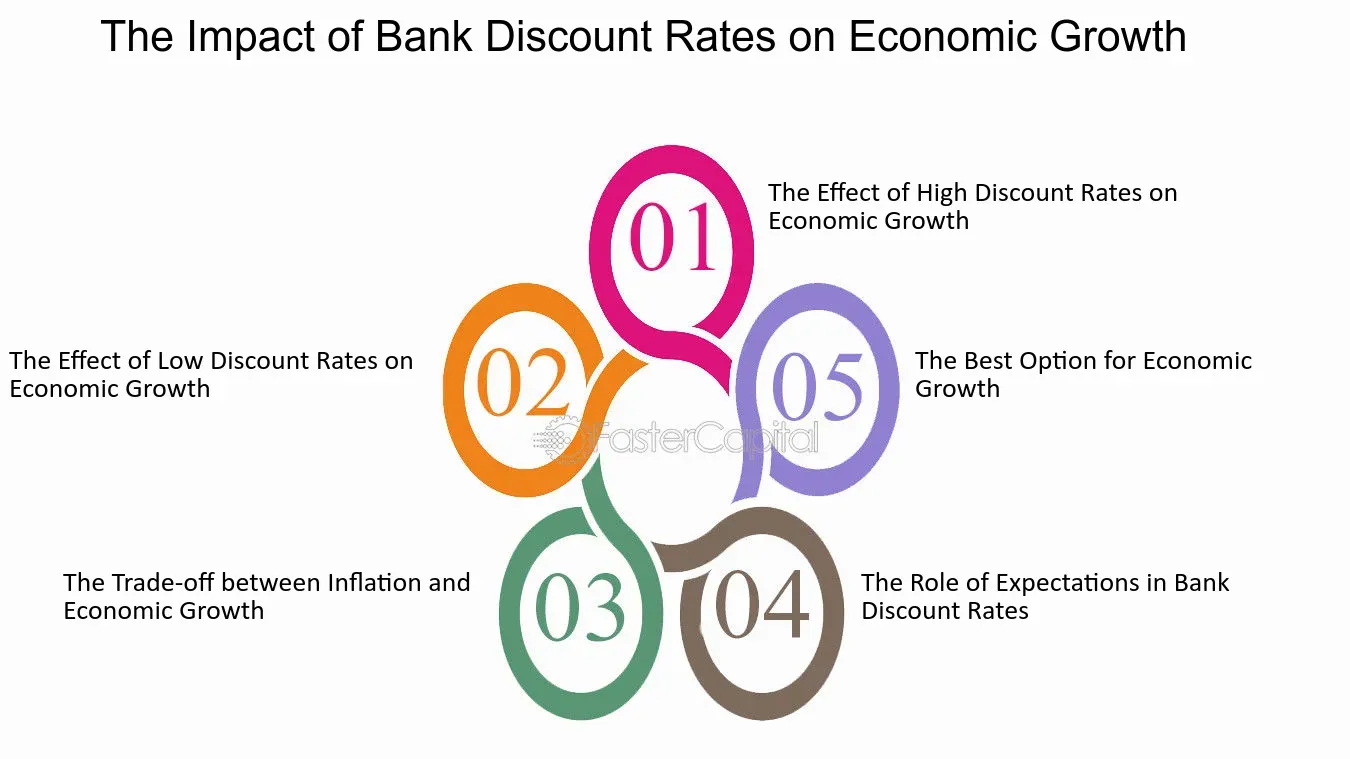 The Impact of Bank Discount Rates on Economic Growth
01
The Effect of High Discount Rates on
Economic Growth
02
The Effect of Low Discount Rates on
Economic Growth
05
The Best Option for Economic
Growth
FasterCapital
03
The Trade-off between Inflation and
Economic Growth
04
The Role of Expectations in Bank
Discount Rates